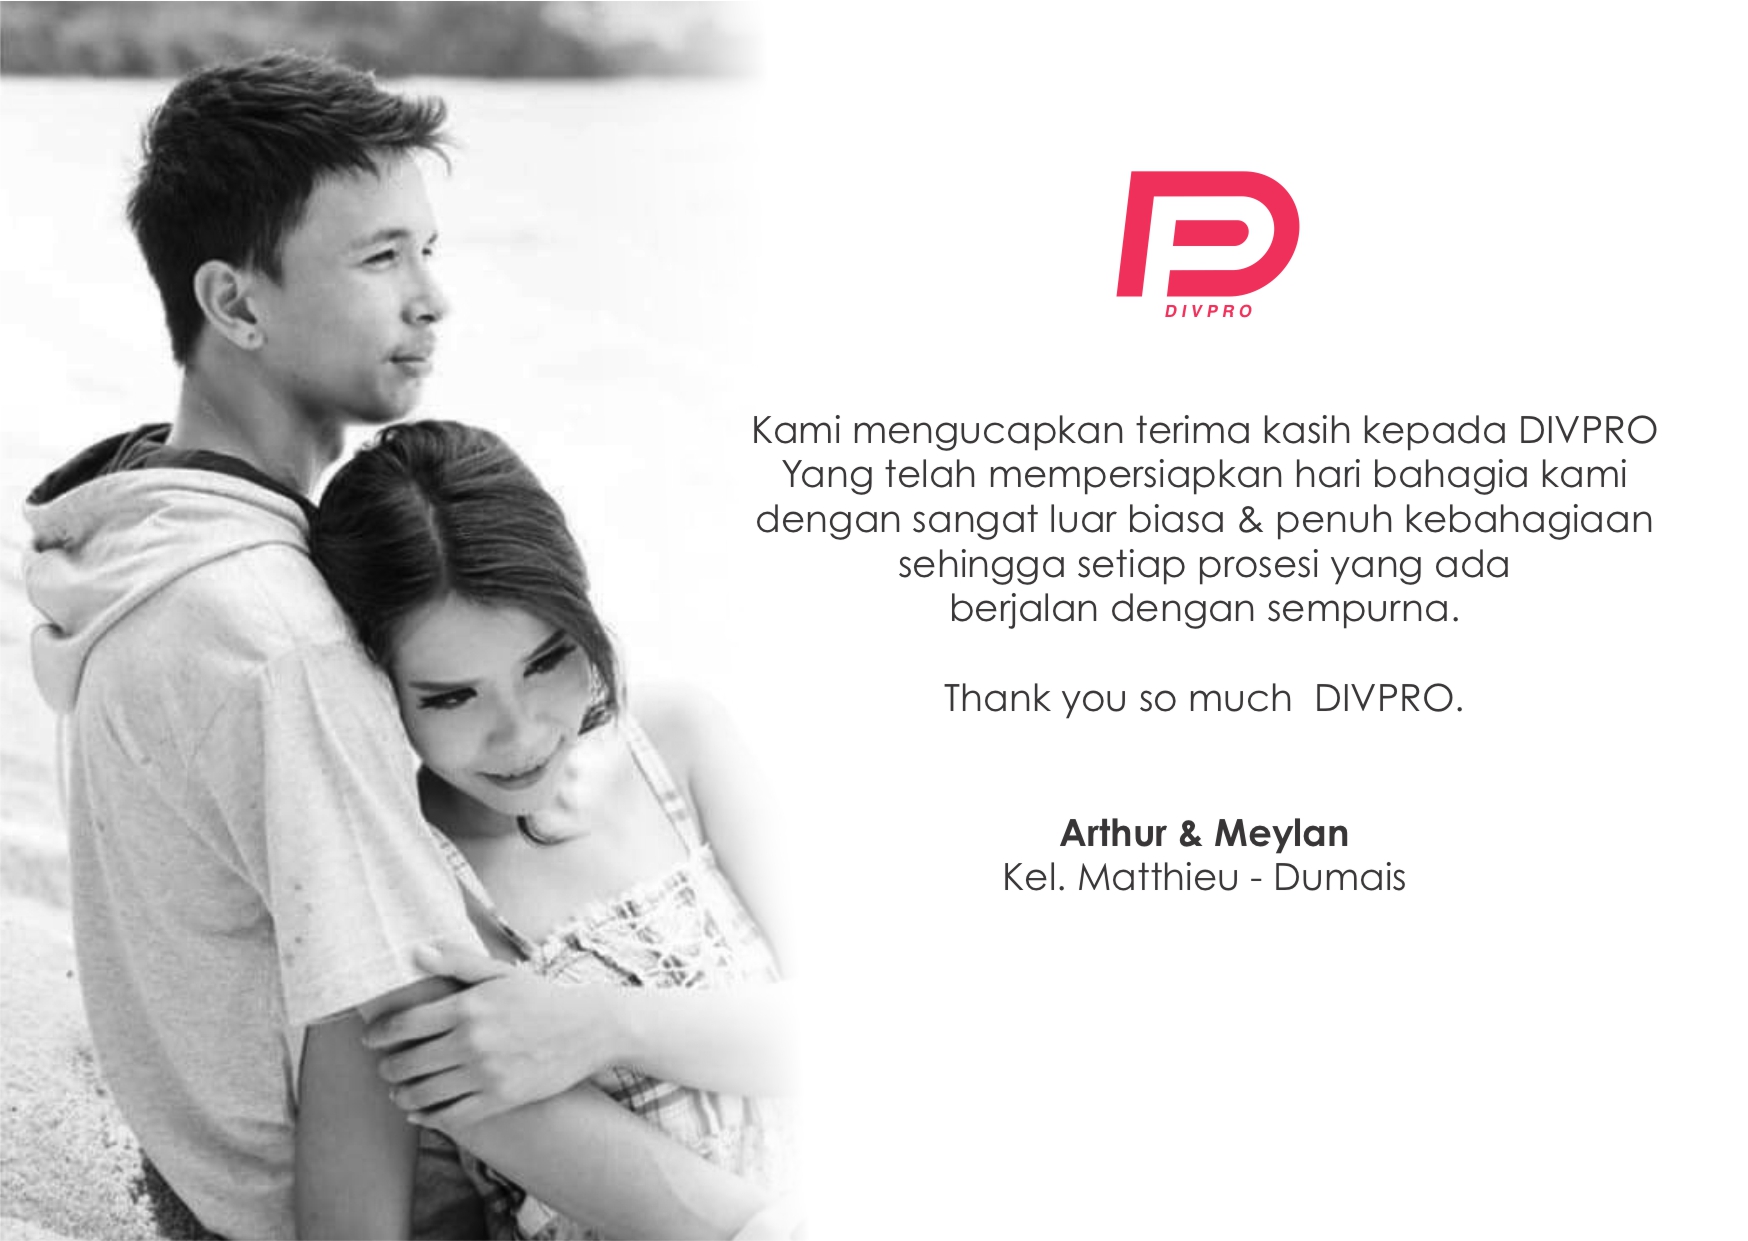 DIVPRO
Kami mengucapkan terima kasih kepada DIVPRO
Yang telah mempersiapkan hari bahagia kami
dengan sangat luar biasa & penuh kebahagiaan
sehingga setiap prosesi yang ada
berjalan dengan sempurna.
Thank you so much DIVPRO.
Arthur & Meylan
Kel. Matthieu - Dumais